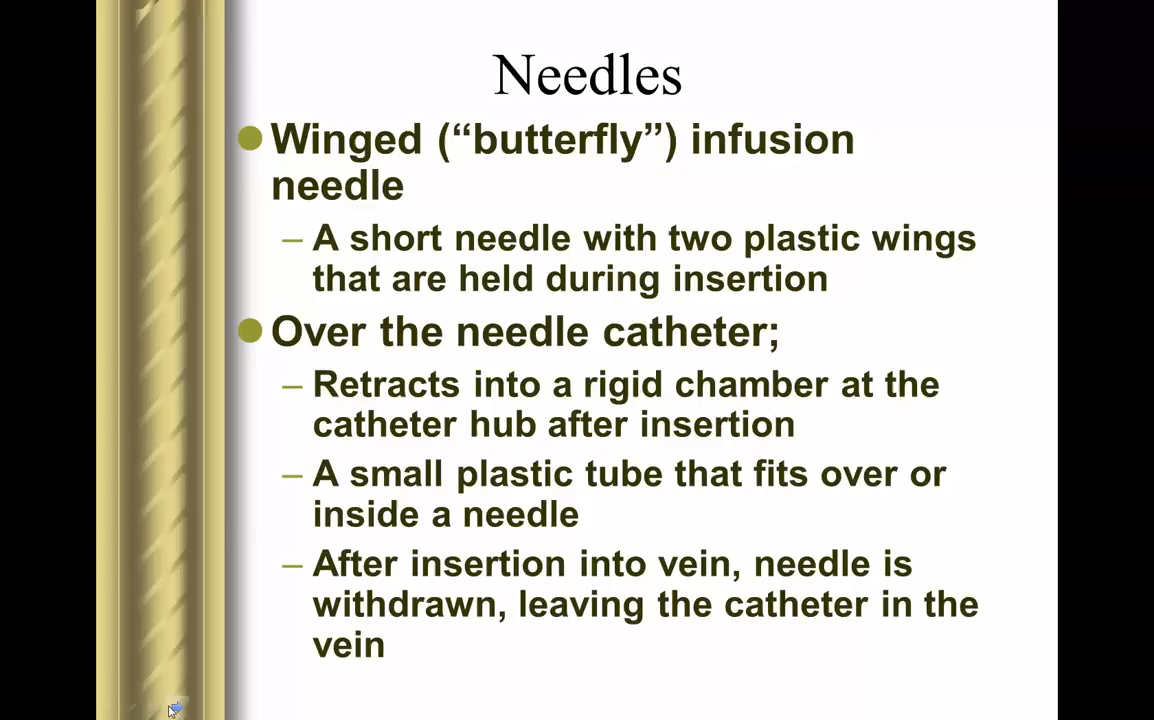 Needles
Winged (“butterfly”) infusion
needle
– A short needle with two plastic wings
that are held during insertion
Over the needle catheter;
– Retracts into a rigid chamber at the
catheter hub after insertion
– A small plastic tube that fits over or
inside a needle
– After insertion into vein, needle is
withdrawn, leaving the catheter in the
vein